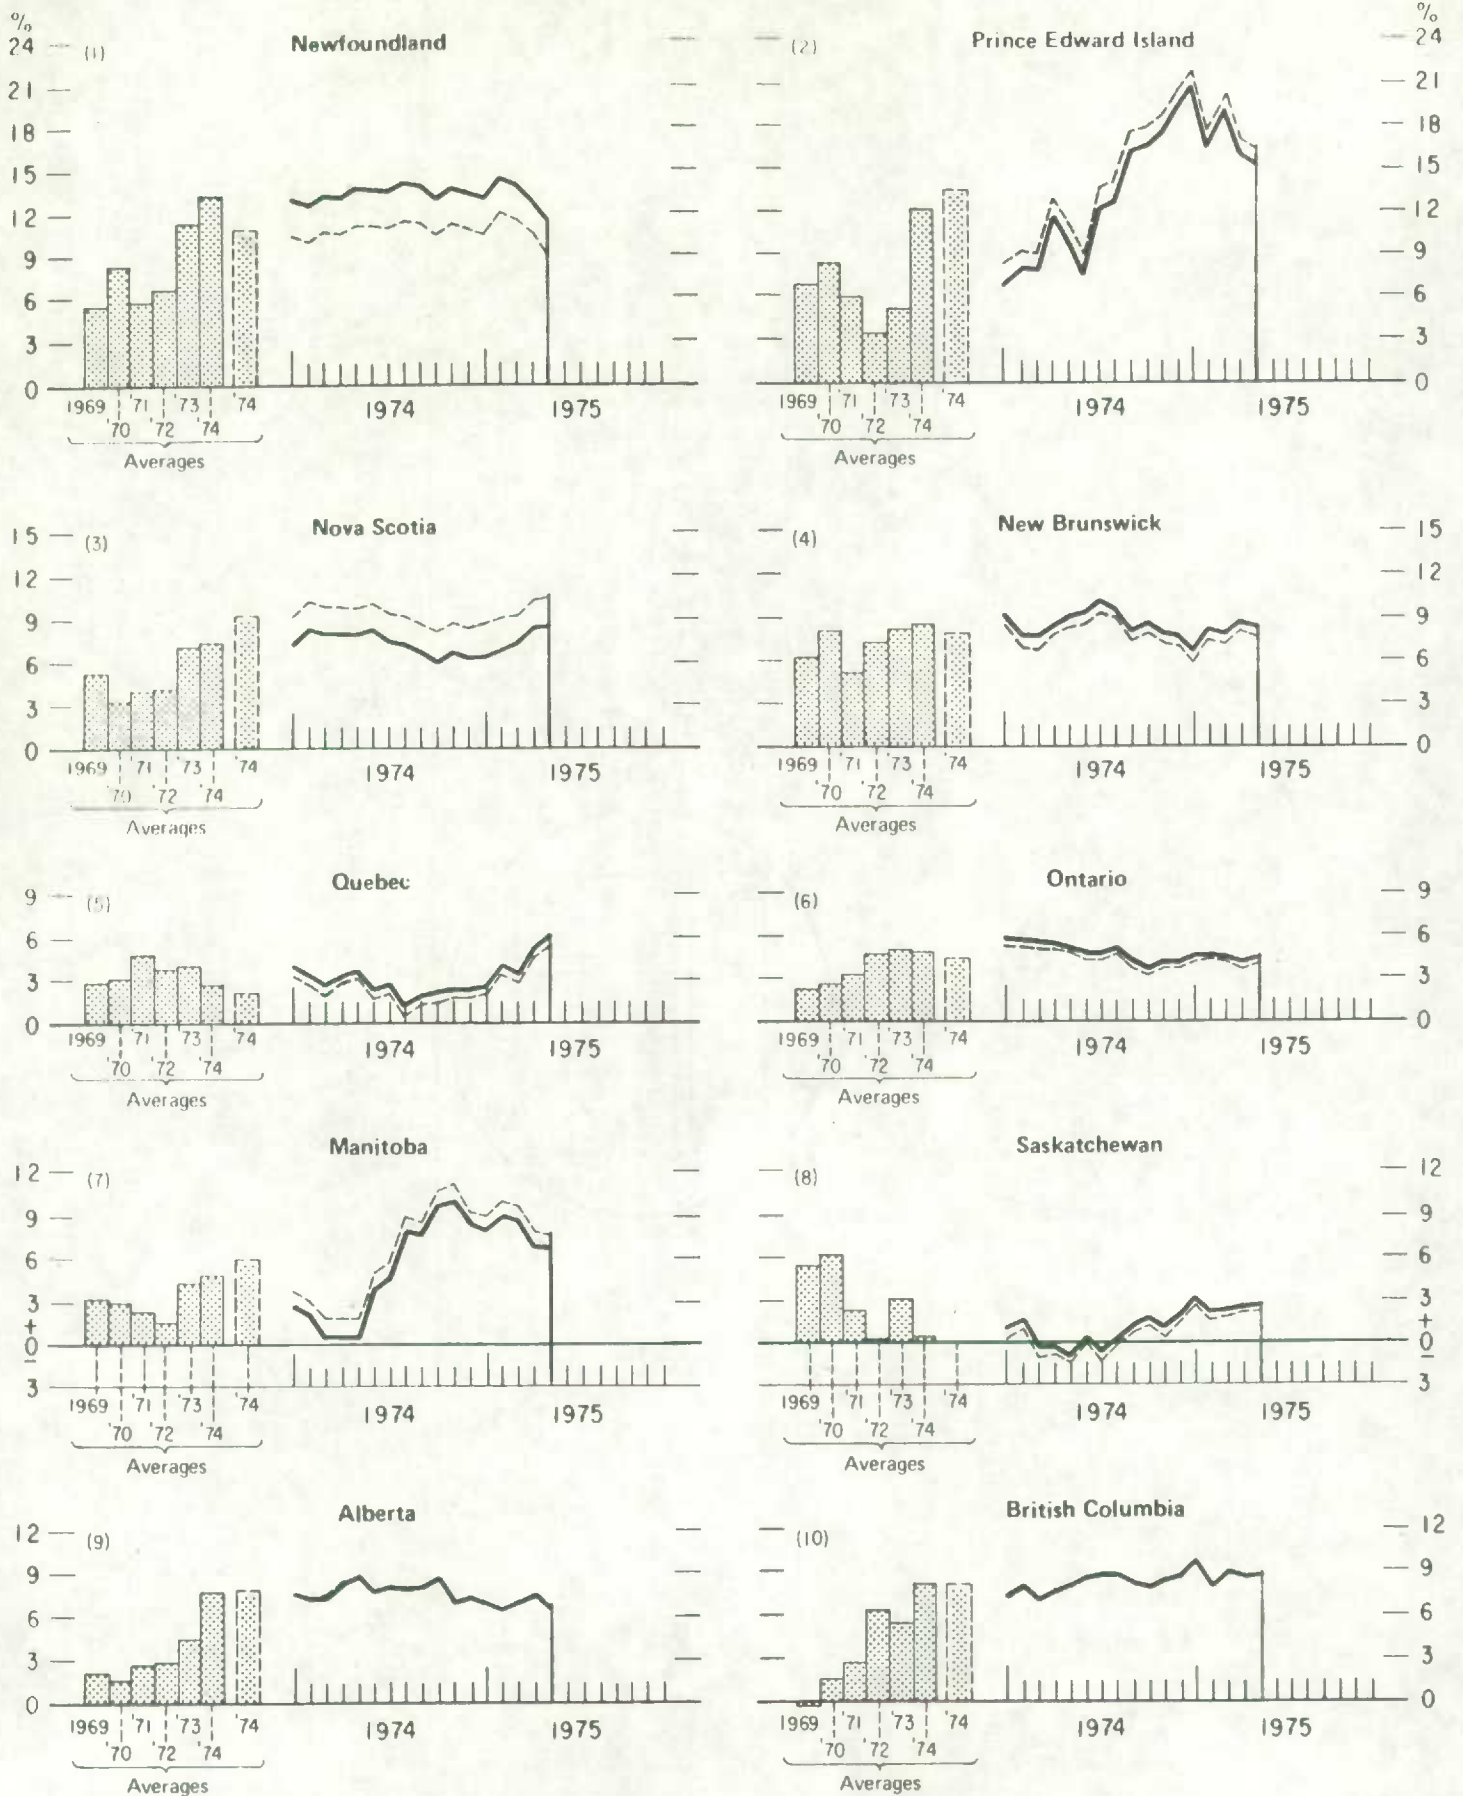 %
24
21
18
15
12
9
6
3
0
(1)
Newfoundland
1969 '71 '73 '74
'70 '72 '74
Averages
1974 1975
(2)
Prince Edward Island
%
24
21
18
15
12
9
6
3
0
1969 '71 '73 '74
'70 '72 '74
Averages
1974 1975
15
12
9
6
3
0
(3)
Nova Scotia
1969 '71 '73 '74
'70 '72 '74
Averages
1974 1975
(4)
New Brunswick
15
12
9
6
3
0
1969 '71 '73 '74
'70 '72 '74
Averages
1974 1975
9
6
3
0
(5)
Quebec
1969 '71 '73 '74
'70 '72 '74
Averages
1974 1975
(6)
Ontario
9
6
3
0
1969 '71 '73 '74
'70 '72 '74
Averages
1974 1975
12
9
6
3
+
0
–
3
(7)
Manitoba
1969 '71 '73 '74
'70 '72 '74
Averages
1974 1975
(8)
Saskatchewan
12
9
6
3
+
0
–
3
1969 '71 '73 '74
'70 '72 '74
Averages
1974 1975
12
9
6
3
0
(9)
Alberta
1969 '71 '73 '74
'70 '72 '74
Averages
1974 1975
(10)
British Columbia
12
9
6
3
0
1969 '71 '73 '74
'70 '72 '74
Averages
1974 1975